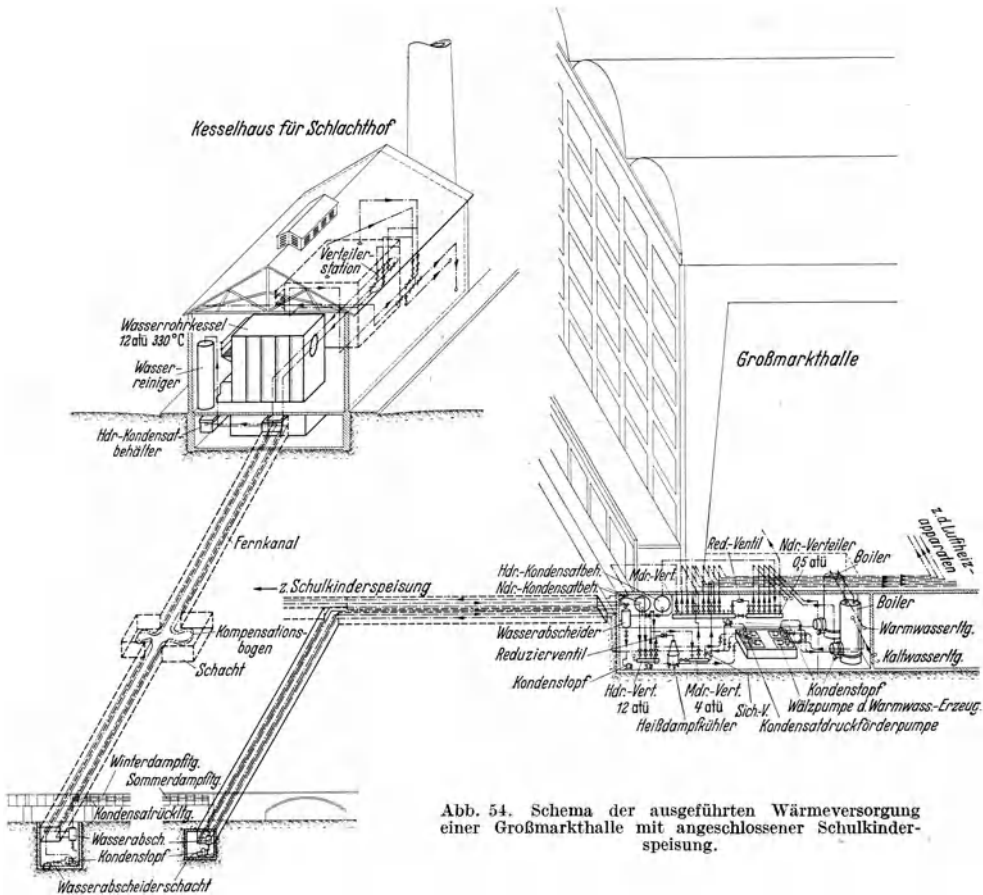 Kesselhaus für Schlachthof
Verteiler-
station
Wasserrohrkessel
12 atü 330°C
Wasser-
reiniger
Hdr-Kondensat-
behälter
Fernkanal
z. Schulkinderspeisung
Kompensations-
bogen
Schacht
Winterdampfltg.
Sommerdampfltg.
Kondensatrückltg.
Wasserabsch.
Kondenstopf
Wasserabscheiderschacht
Großmarkthalle
z.d. Luftheiz-
apparaten
Red.-Ventil
Ndr.-Verteiler
0,5 atü
Boiler
Hdr.-Kondensatbeh.
Ndr.-Kondensatbeh.
Mdr-Vert.
Boiler
Wasserabscheider
Warmwasserltg.
Reduzierventil
Kaltwasserltg.
Kondenstopf
Hdr.-Vert.
12 atü
Mdr.-Vert.
4 atü
Sich.-V.
Kondenstopf
Wälzpumpe d. Warmwass.-Erzeug.
Heißdampfkühler
Kondensatdruckförderpumpe
Abb. 54. Schema der ausgeführten Wärmeversorgung
einer Großmarkthalle mit angeschlossener Schulkinder-
speisung.